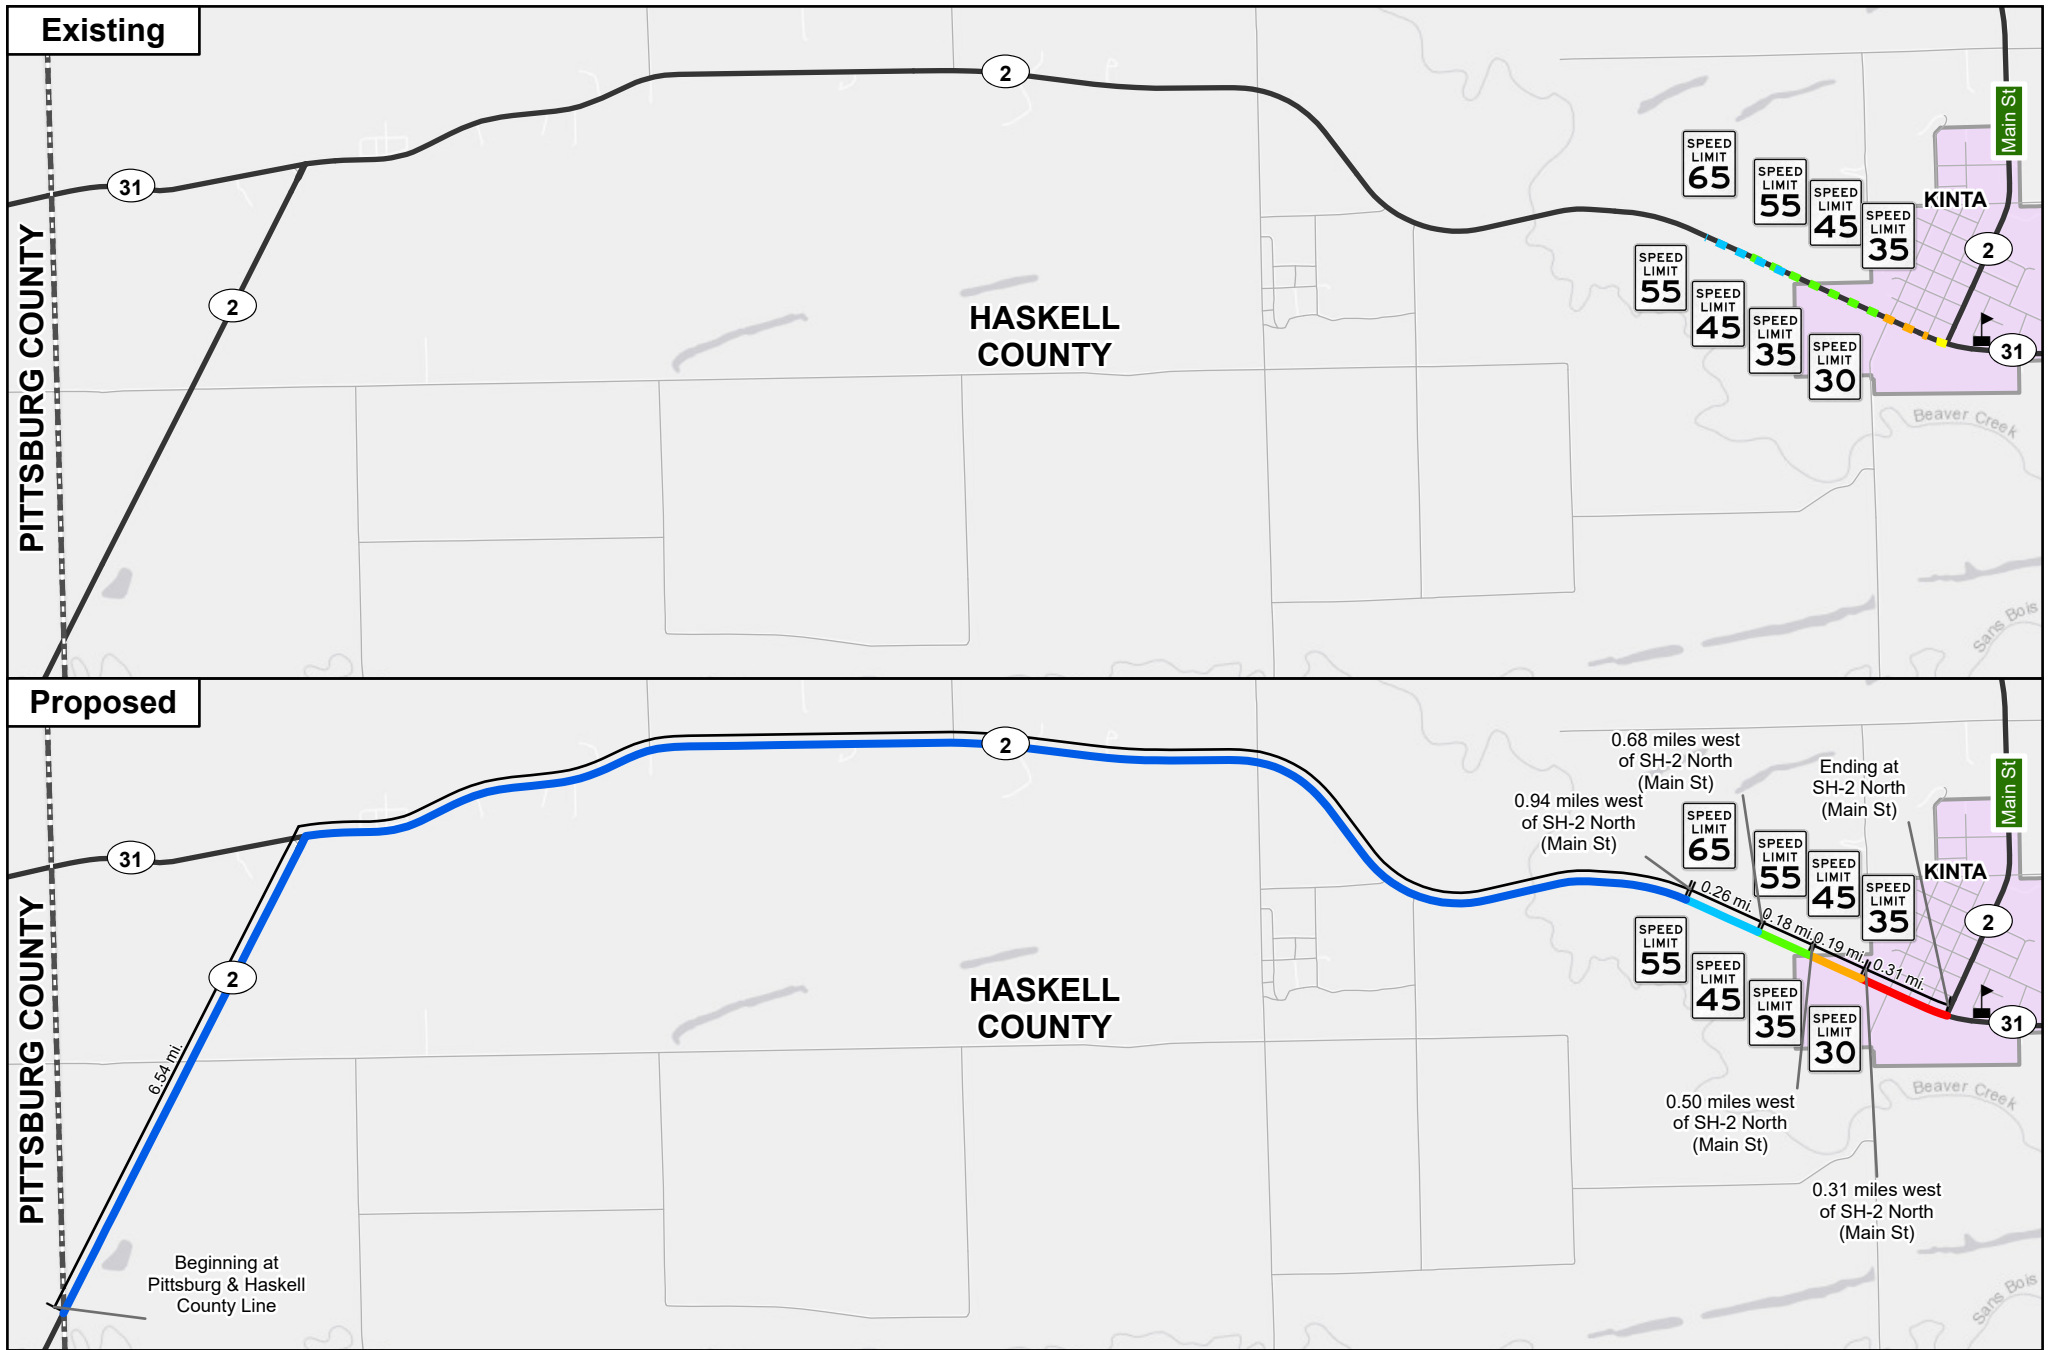 Existing
2
31
2
PITTSBURG COUNTY
HASKELL
COUNTY
SPEED
LIMIT
65
SPEED
LIMIT
55
SPEED
LIMIT
45
SPEED
LIMIT
35
SPEED
LIMIT
55
SPEED
LIMIT
45
SPEED
LIMIT
35
SPEED
LIMIT
30
Main St
KINTA
2
31
Beaver Creek
Sans Bois
Proposed
2
31
2
PITTSBURG COUNTY
6.54 mi.
Beginning at
Pittsburg & Haskell
County Line
HASKELL
COUNTY
0.68 miles west
of SH-2 North
(Main St)
0.94 miles west
of SH-2 North
(Main St)
Ending at
SH-2 North
(Main St)
SPEED
LIMIT
65
SPEED
LIMIT
55
SPEED
LIMIT
45
SPEED
LIMIT
35
0.26 mi.
0.18 mi.
0.19 mi.
0.31 mi.
SPEED
LIMIT
55
SPEED
LIMIT
45
SPEED
LIMIT
35
SPEED
LIMIT
30
Main St
KINTA
2
31
0.50 miles west
of SH-2 North
(Main St)
0.31 miles west
of SH-2 North
(Main St)
Beaver Creek
Sans Bois